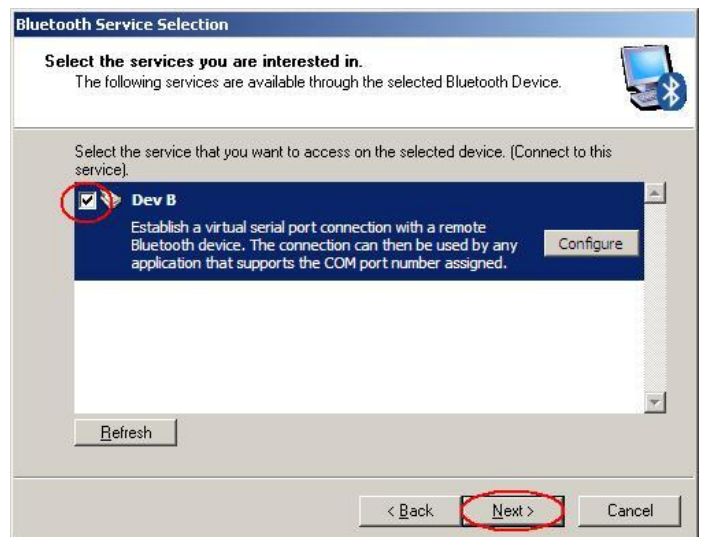 Bluetooth Service Selection
Select the services you are interested in.
The following services are available through the selected Bluetooth Device.
Select the service that you want to access on the selected device. (Connect to this
service).
Dev B
Establish a virtual serial port connection with a remote
Bluetooth device. The connection can then be used by any
application that supports the COM port number assigned.
Configure
Refresh
< Back Next > Cancel